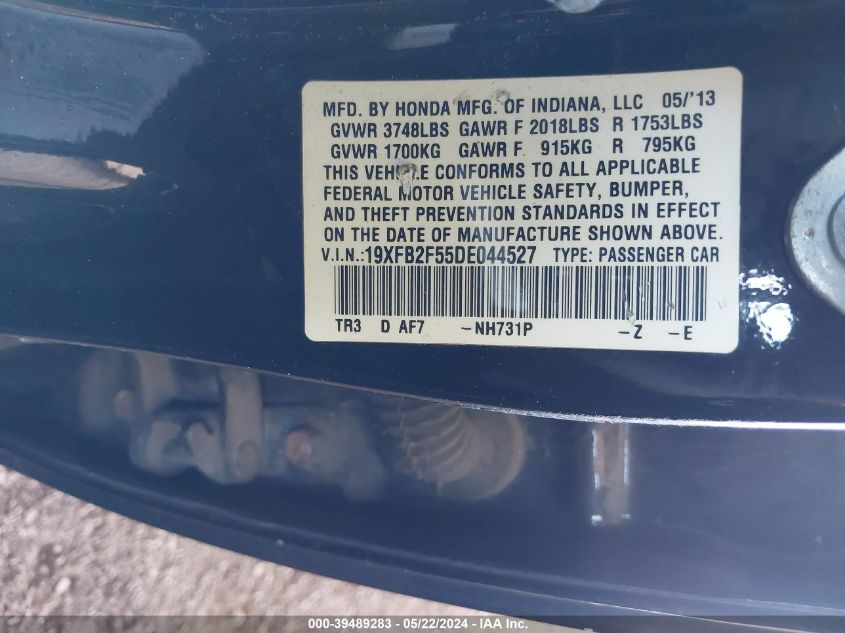 MFD. BY HONDA MFG. OF INDIANA, LLC 05/'13
GVWR 3748LBS GAWR F 2018LBS R 1753LBS
GVWR 1700KG GAWR F. 915KG R 795KG
THIS VEHICLE CONFORMS TO ALL APPLICABLE
FEDERAL MOTOR VEHICLE SAFETY, BUMPER,
AND THEFT PREVENTION STANDARDS IN EFFECT
ON THE DATE OF MANUFACTURE SHOWN ABOVE.
V.I.N.:19XFB2F55DE044527 TYPE: PASSENGER CAR
TR3 D AF7 –NH731P –Z –E
000-39489283 - 05/22/2024 - IAA, Inc.